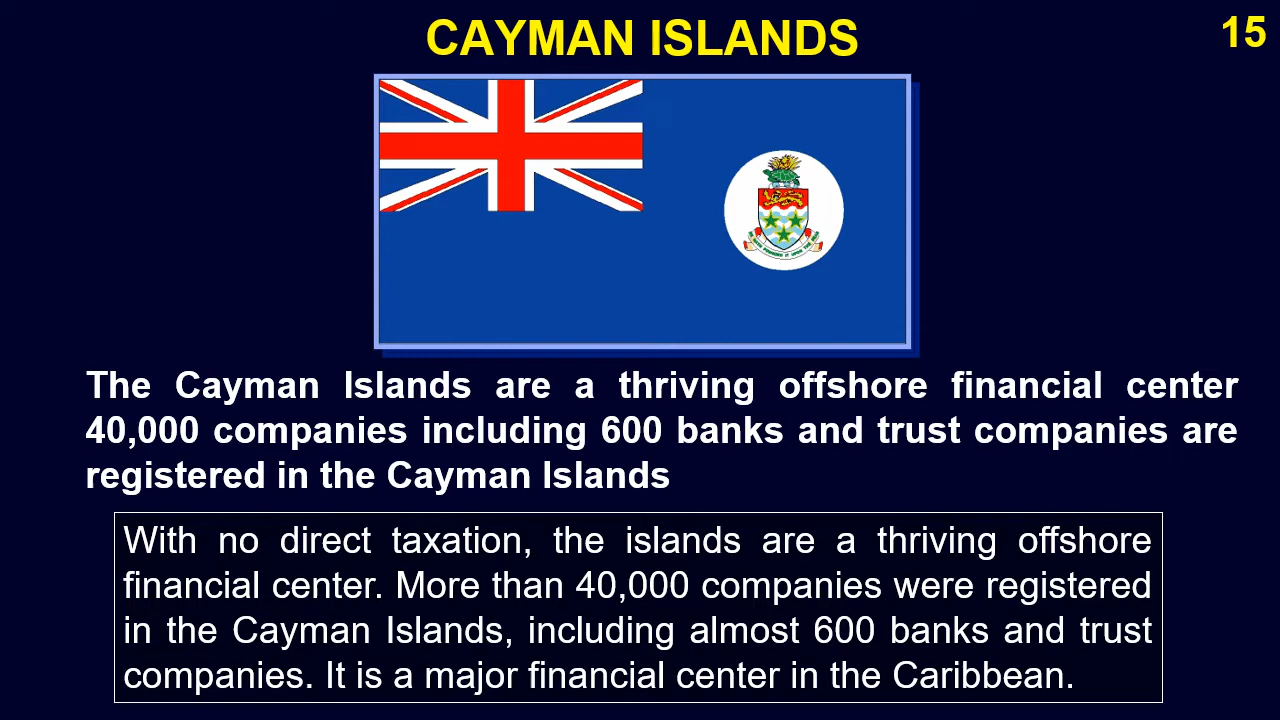 CAYMAN ISLANDS
15
The Cayman Islands are a thriving offshore financial center
40,000 companies including 600 banks and trust companies are
registered in the Cayman Islands
With no direct taxation, the islands are a thriving offshore
financial center. More than 40,000 companies were registered
in the Cayman Islands, including almost 600 banks and trust
companies. It is a major financial center in the Caribbean.